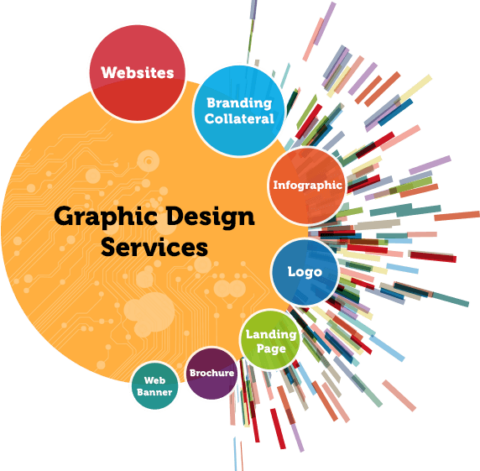 Websites
Branding
Collateral
Infographic
Graphic Design
Services
Logo
Landing
Page
Brochure
Web
Banner